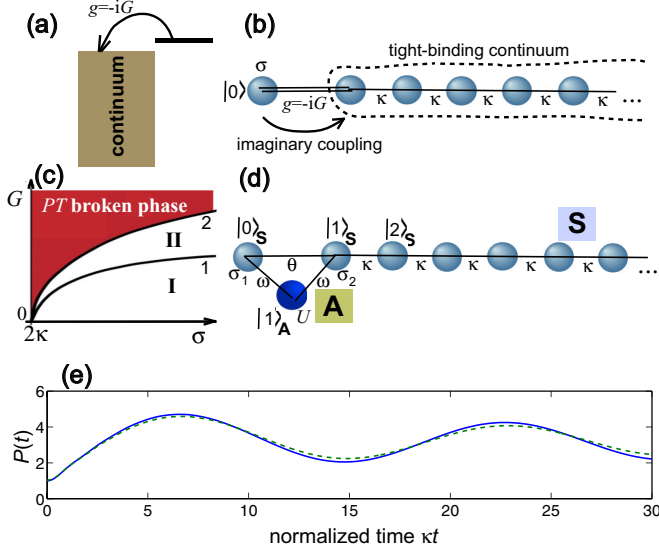 (a)
g=-iG
continuum
(b)
tight-binding continuum
σ
|0⟩
g=-iG
κ κ κ κ κ ...
imaginary coupling
(c)
G
PT broken phase
2
II
1
I
0
2κ
σ
(d)
|0⟩S |1⟩S |2⟩S
S
θ
σ1 ω ω σ2 κ κ κ κ κ ...
|1⟩A U A
(e)
P(t)
6
4
2
0
0 5 10 15 20 25 30
normalized time κt